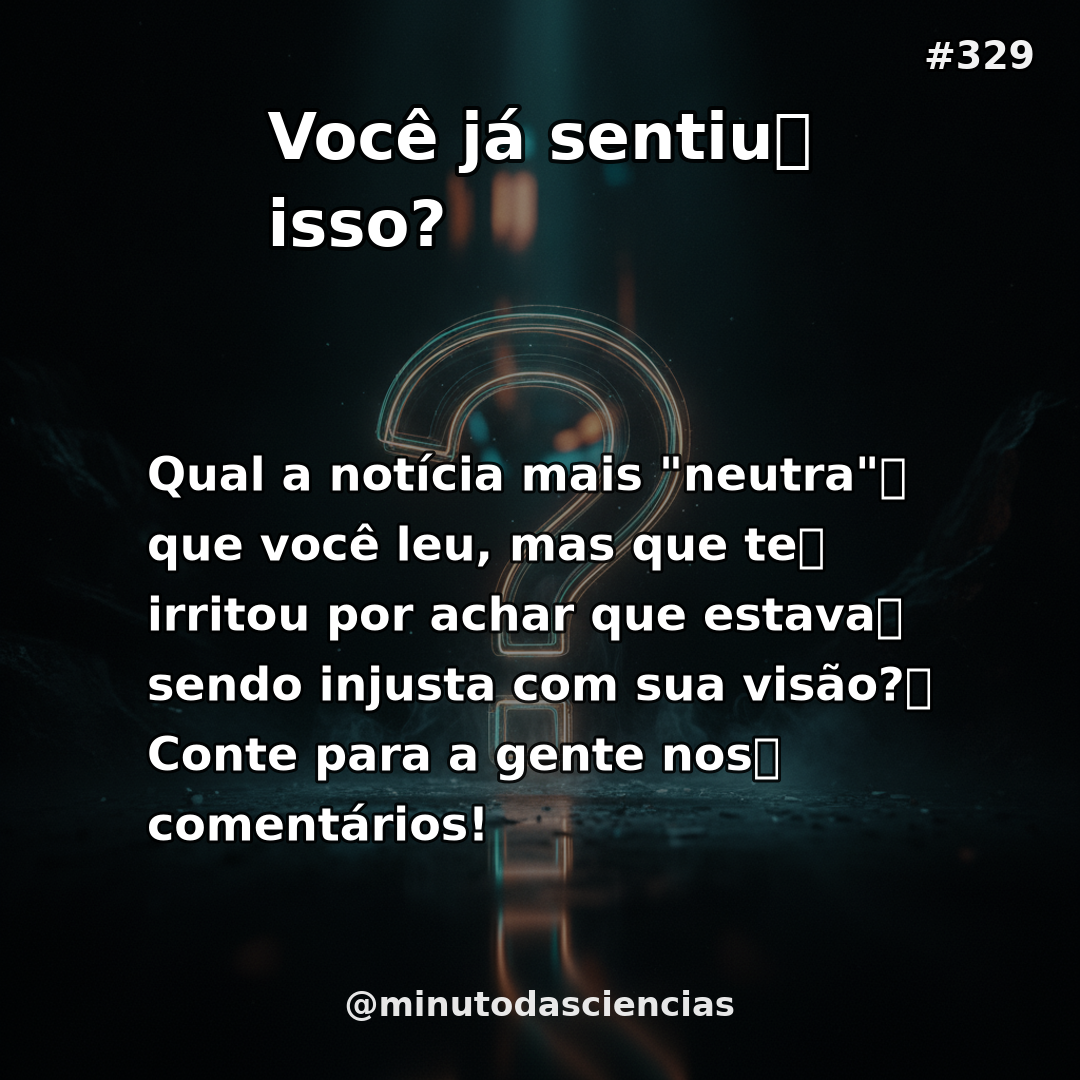 #329
Você já sentiu
isso?
Qual a notícia mais "neutra"
que você leu, mas que te
irritou por achar que estava
sendo injusta com sua visão?
Conte para a gente nos
comentários!
@minutodasciencias